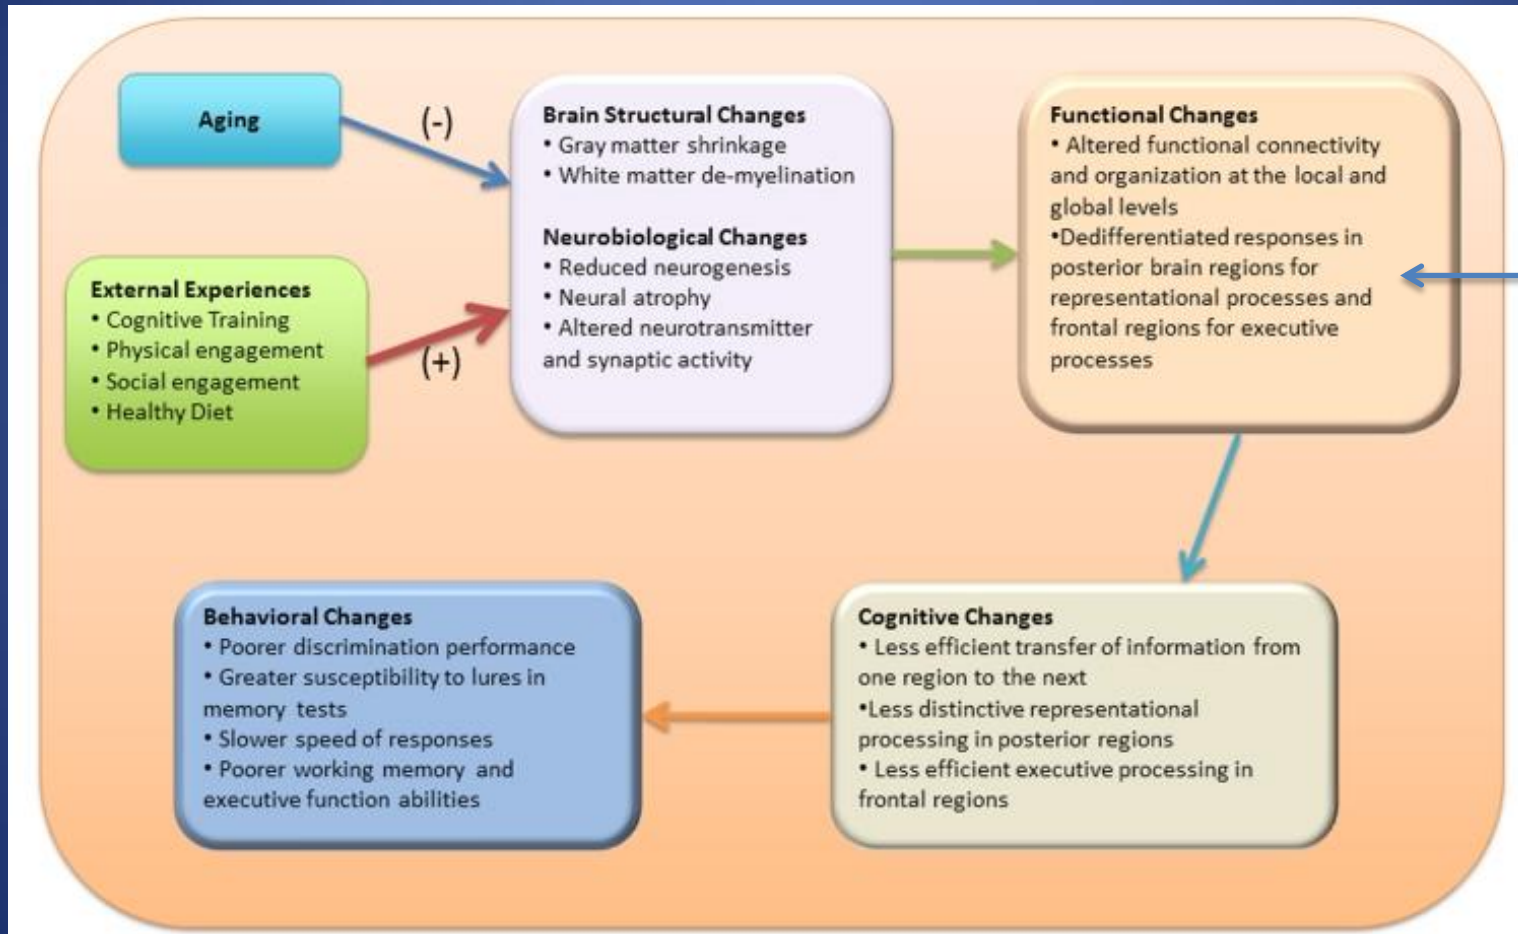 Aging
(-)
External Experiences
• Cognitive Training
• Physical engagement
• Social engagement
• Healthy Diet
(+)
Brain Structural Changes
• Gray matter shrinkage
• White matter de-myelination
Neurobiological Changes
• Reduced neurogenesis
• Neural atrophy
• Altered neurotransmitter
and synaptic activity
Functional Changes
• Altered functional connectivity
and organization at the local and
global levels
•Dedifferentiated responses in
posterior brain regions for
representational processes and
frontal regions for executive
processes
Cognitive Changes
• Less efficient transfer of information from
one region to the next
•Less distinctive representational
processing in posterior regions
• Less efficient executive processing in
frontal regions
Behavioral Changes
• Poorer discrimination performance
• Greater susceptibility to lures in
memory tests
• Slower speed of responses
• Poorer working memory and
executive function abilities